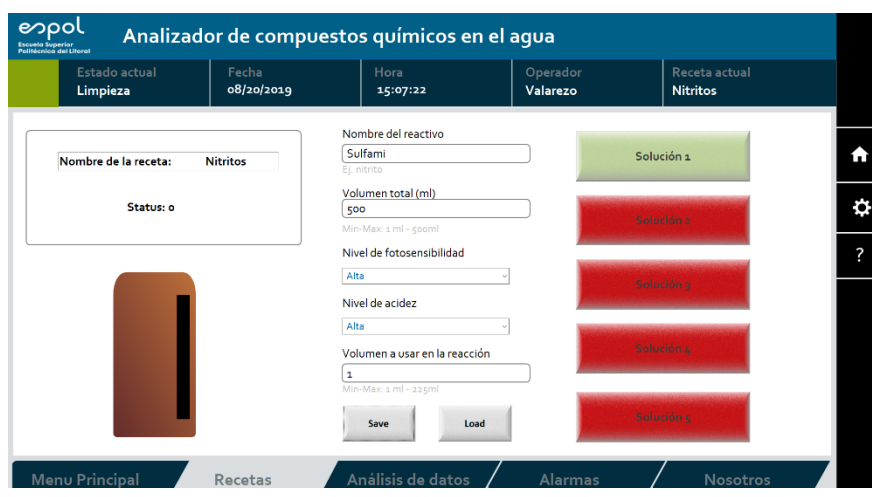 espol
Escuela Superior
Politécnica del Litoral
Analizador de compuestos químicos en el agua
Estado actual
Limpieza
Fecha
08/20/2019
Hora
15:07:22
Operador
Valarezo
Receta actual
Nitritos
Nombre de la receta: Nitritos
Status: 0
Nombre del reactivo
Sulfami
Ej. nitrito
Volumen total (ml)
500
Min-Max: 1 ml - 500ml
Nivel de fotosensibilidad
Alta
Nivel de acidez
Alta
Volumen a usar en la reacción
1
Min-Max: 1 ml - 225ml
Save
Load
Solución 1
Solución 2
Solución 3
Solución 4
Solución 5
?
Menu Principal
Recetas
Análisis de datos
Alarmas
Nosotros